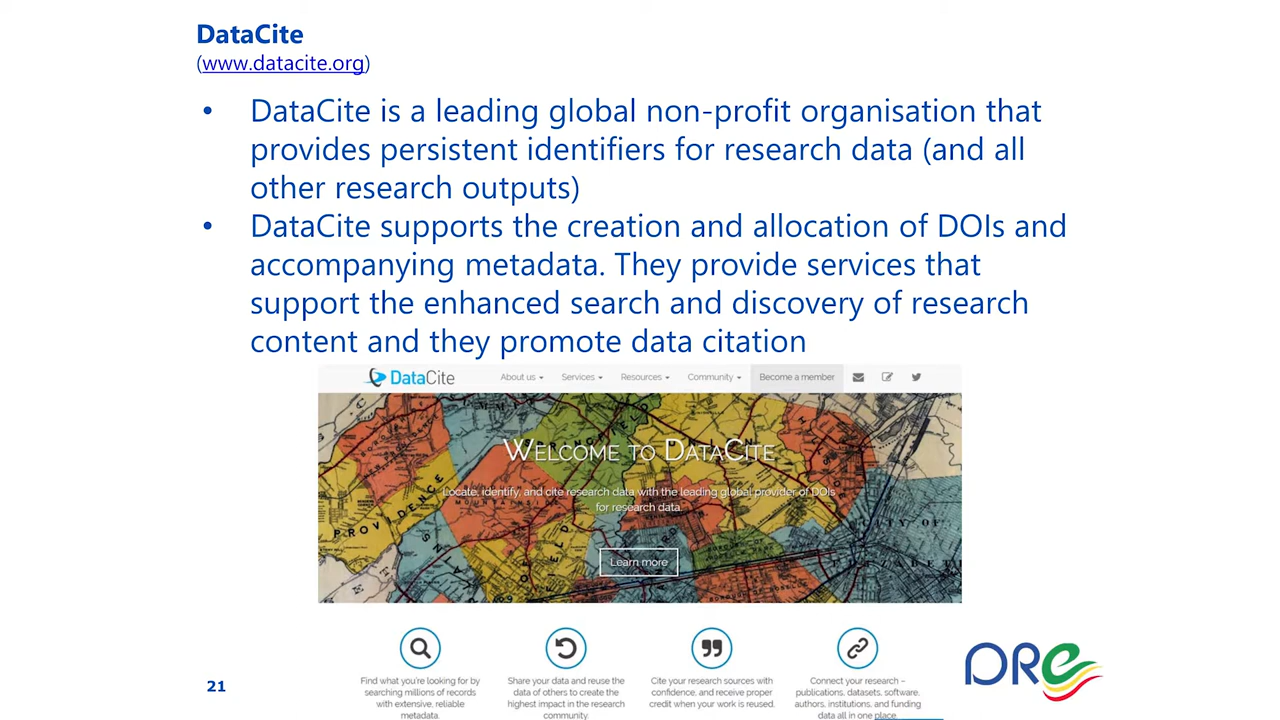 DataCite
(www.datacite.org)
• DataCite is a leading global non-profit organisation that
provides persistent identifiers for research data (and all
other research outputs)
• DataCite supports the creation and allocation of DOIs and
accompanying metadata. They provide services that
support the enhanced search and discovery of research
content and they promote data citation
DataCite About us Services Resources Community Become a member
WELCOME TO DATACITE
Locate, identify, and cite research data with the leading global provider of DOIs
for research data.
Learn more
PROVIDENCE
CITY OF
Find what you're looking for by
searching millions of records
with extensive, reliable
metadata.
Share your data and reuse the
data of others to create the
highest impact in the research
community.
Cite your research sources with
confidence, and receive proper
credit when your work is reused.
Connect your research –
publications, datasets, software,
authors, institutions, and funding
data all in one place.
DRe
21